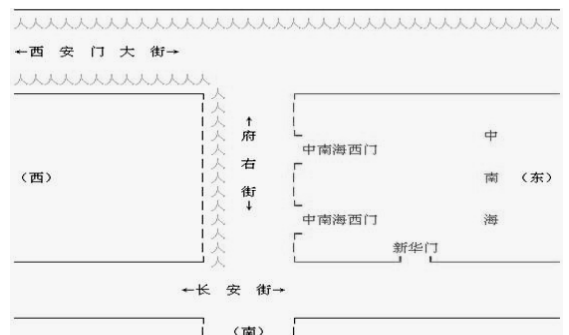 ←西安门大街→
↑府右街↓
中南海西门
中南海
（西）
（东）
中南海西门
新华门
←长安街→
（南）